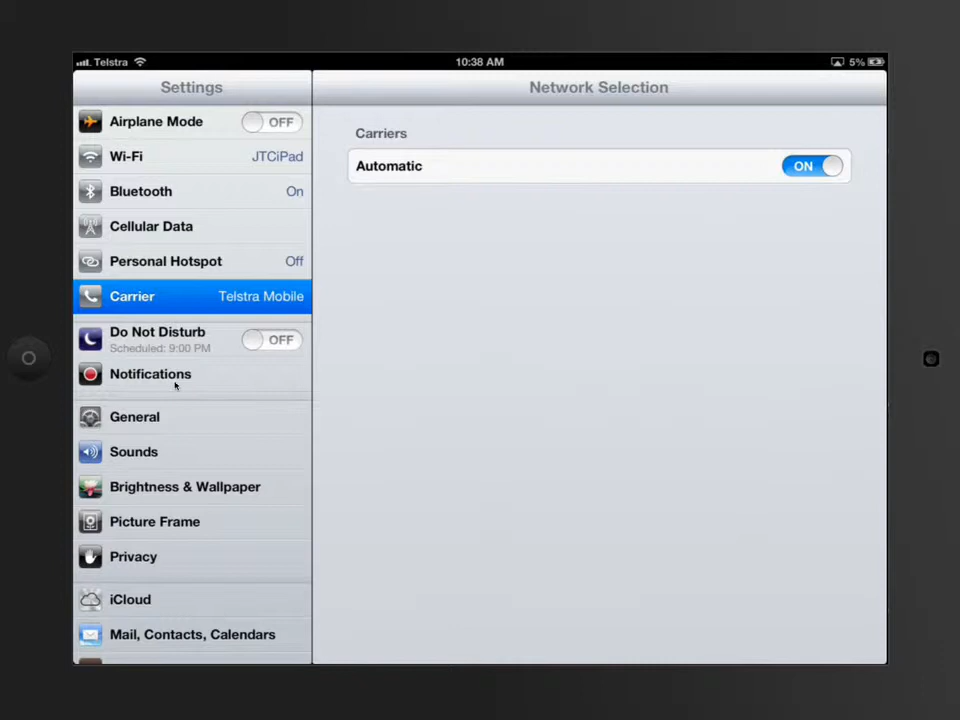 Telstra
10:38 AM
5%
Settings
Network Selection
Airplane Mode OFF
Wi-Fi JTCiPad
Bluetooth On
Cellular Data
Personal Hotspot Off
Carrier Telstra Mobile
Do Not Disturb OFF
Scheduled: 9:00 PM
Notifications
General
Sounds
Brightness & Wallpaper
Picture Frame
Privacy
iCloud
Mail, Contacts, Calendars
Carriers
Automatic ON